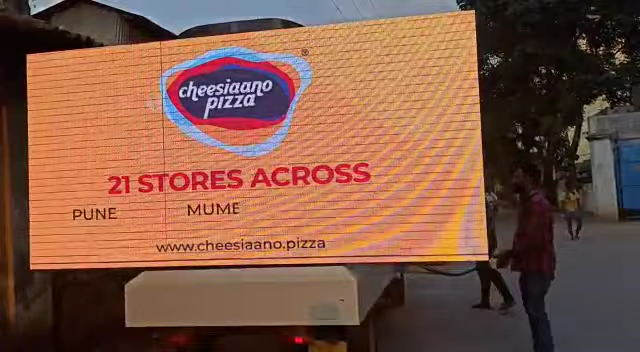 cheesiaano
pizza
®
21 STORES ACROSS
PUNE MUME
www.cheesiaano.pizza